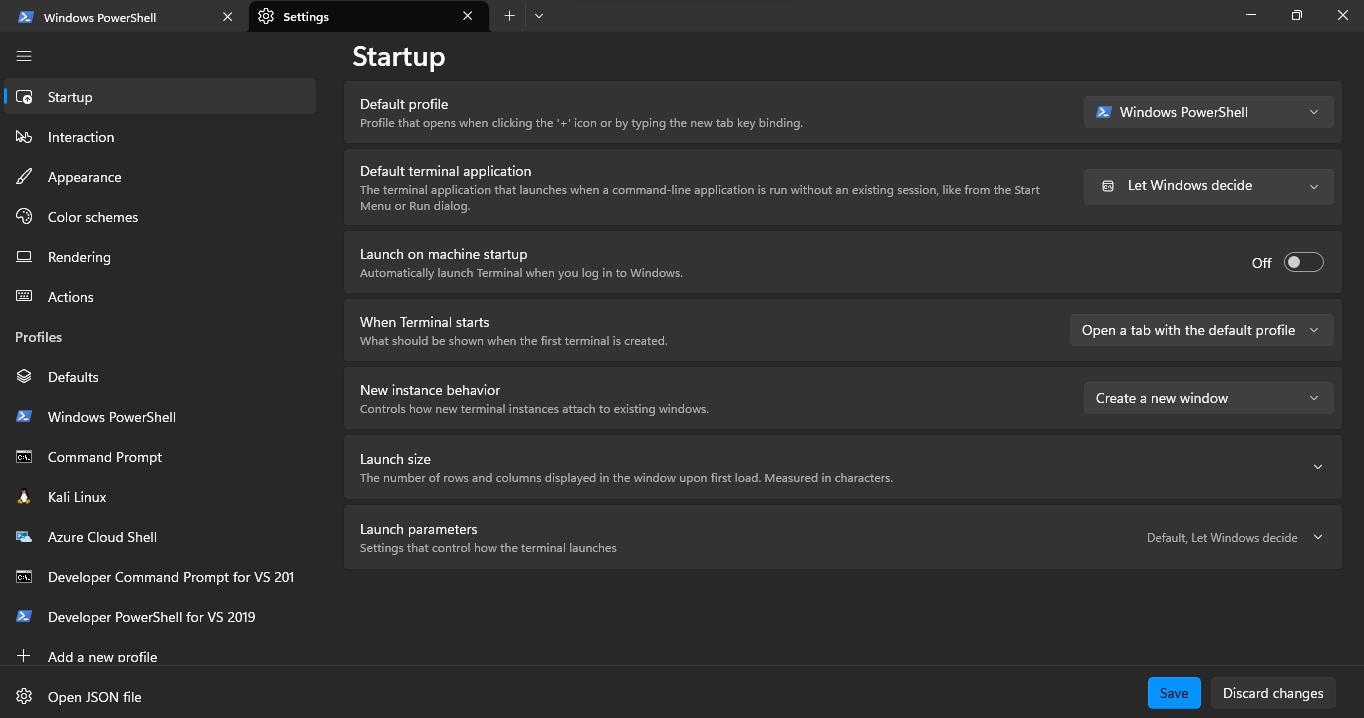 Windows PowerShell
Settings
Startup
Interaction
Appearance
Color schemes
Rendering
Actions
Profiles
Defaults
Windows PowerShell
Command Prompt
Kali Linux
Azure Cloud Shell
Developer Command Prompt for VS 201
Developer PowerShell for VS 2019
Add a new profile
Open JSON file
Startup
Default profile
Profile that opens when clicking the '+' icon or by typing the new tab key binding.
Windows PowerShell
Default terminal application
The terminal application that launches when a command-line application is run without an existing session, like from the Start
Menu or Run dialog.
Let Windows decide
Launch on machine startup
Automatically launch Terminal when you log in to Windows.
Off
When Terminal starts
What should be shown when the first terminal is created.
Open a tab with the default profile
New instance behavior
Controls how new terminal instances attach to existing windows.
Create a new window
Launch size
The number of rows and columns displayed in the window upon first load. Measured in characters.
Launch parameters
Settings that control how the terminal launches
Default, Let Windows decide
Save
Discard changes